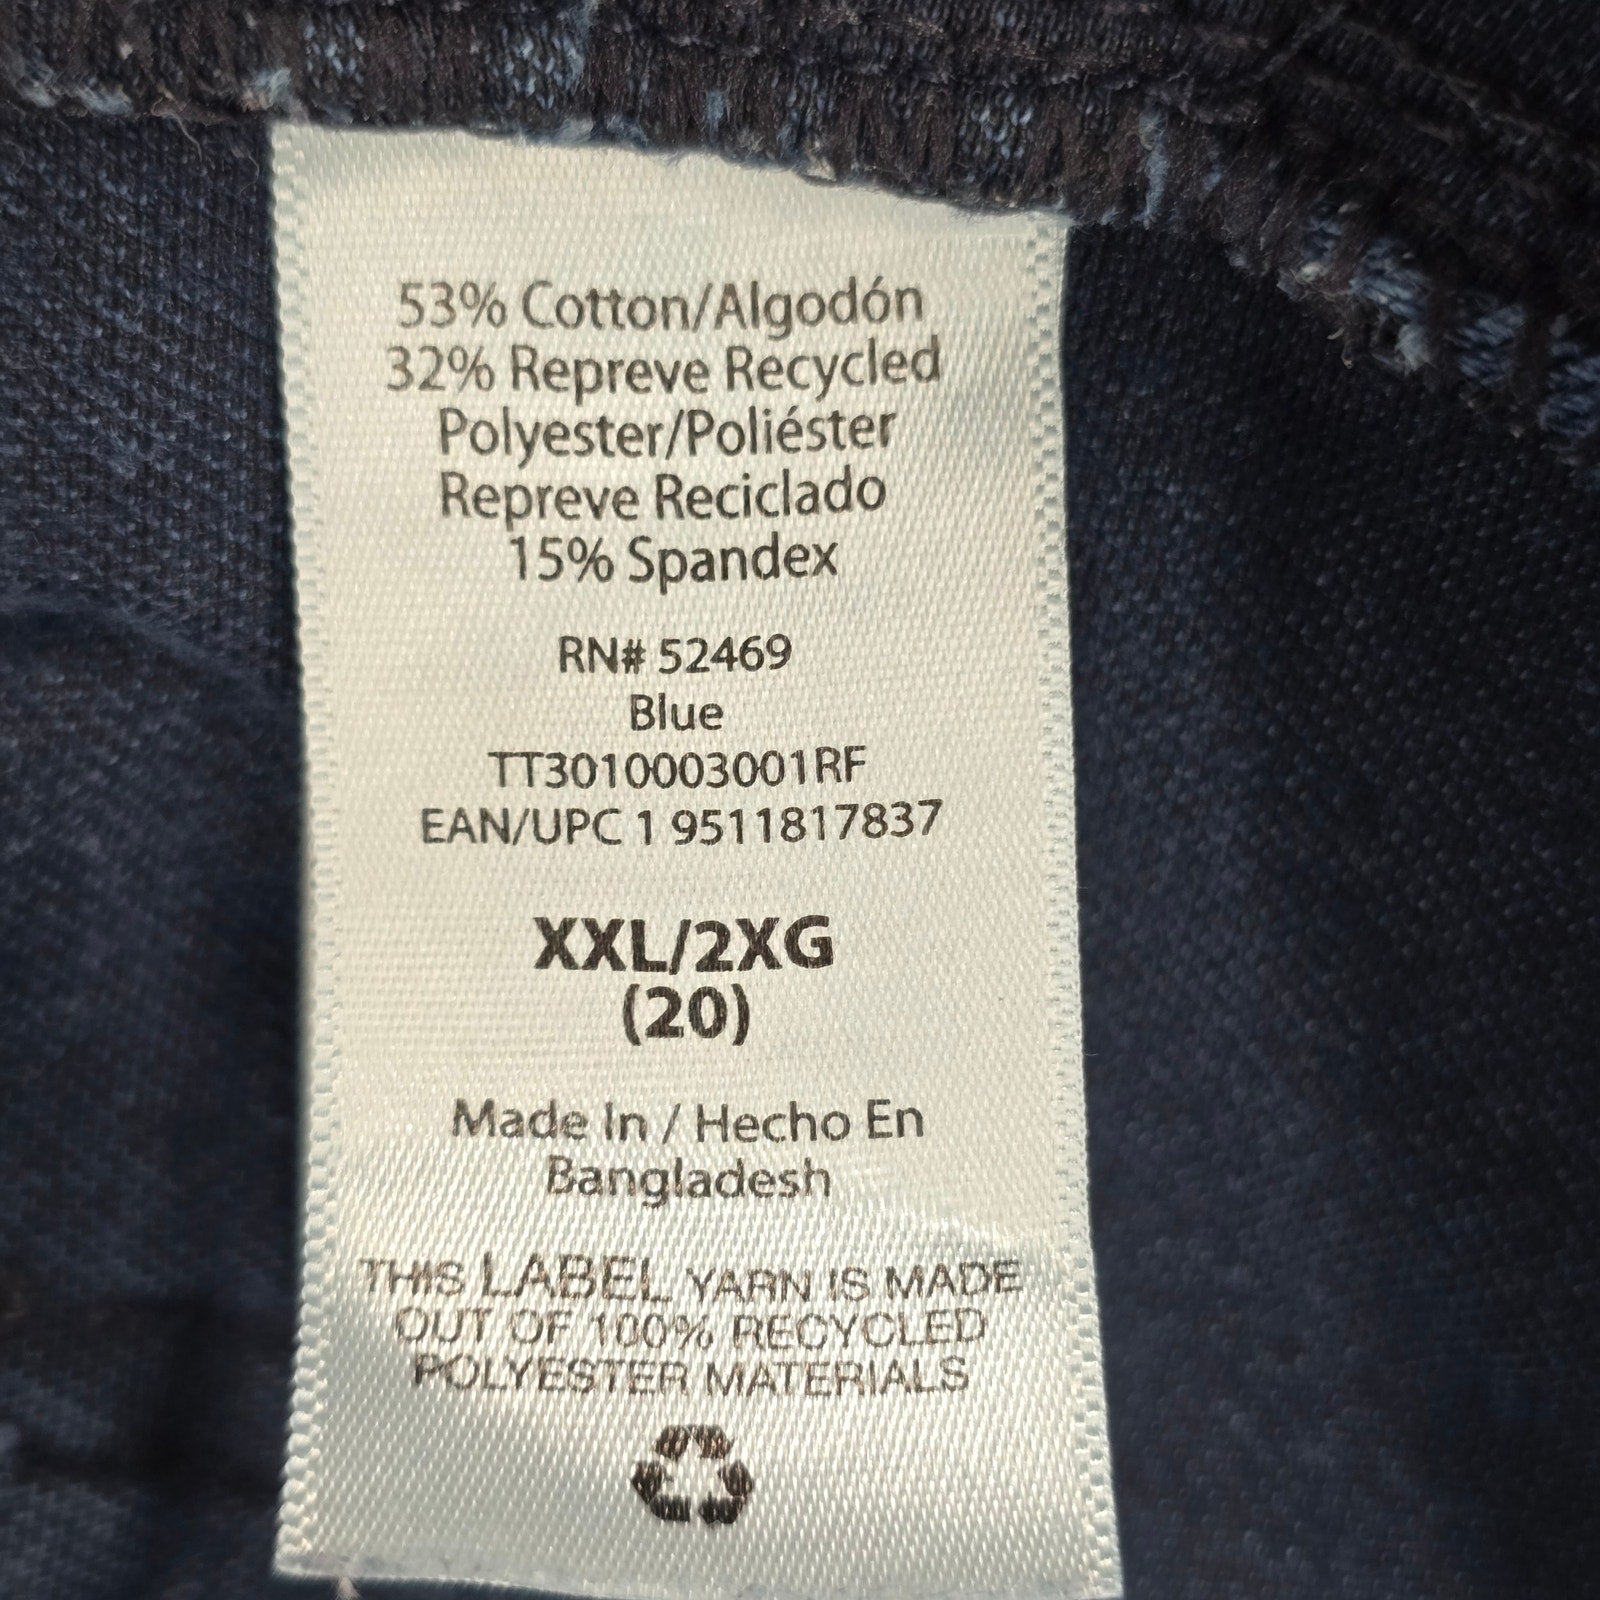 53% Cotton/Algodón
32% Repreve Recycled
Polyester/Poliéster
Repreve Reciclado
15% Spandex
RN# 52469
Blue
TT3010003001RF
EAN/UPC 1 9511817837
XXL/2XG
(20)
Made In / Hecho En
Bangladesh
THIS LABEL YARN IS MADE
OUT OF 100% RECYCLED
POLYESTER MATERIALS